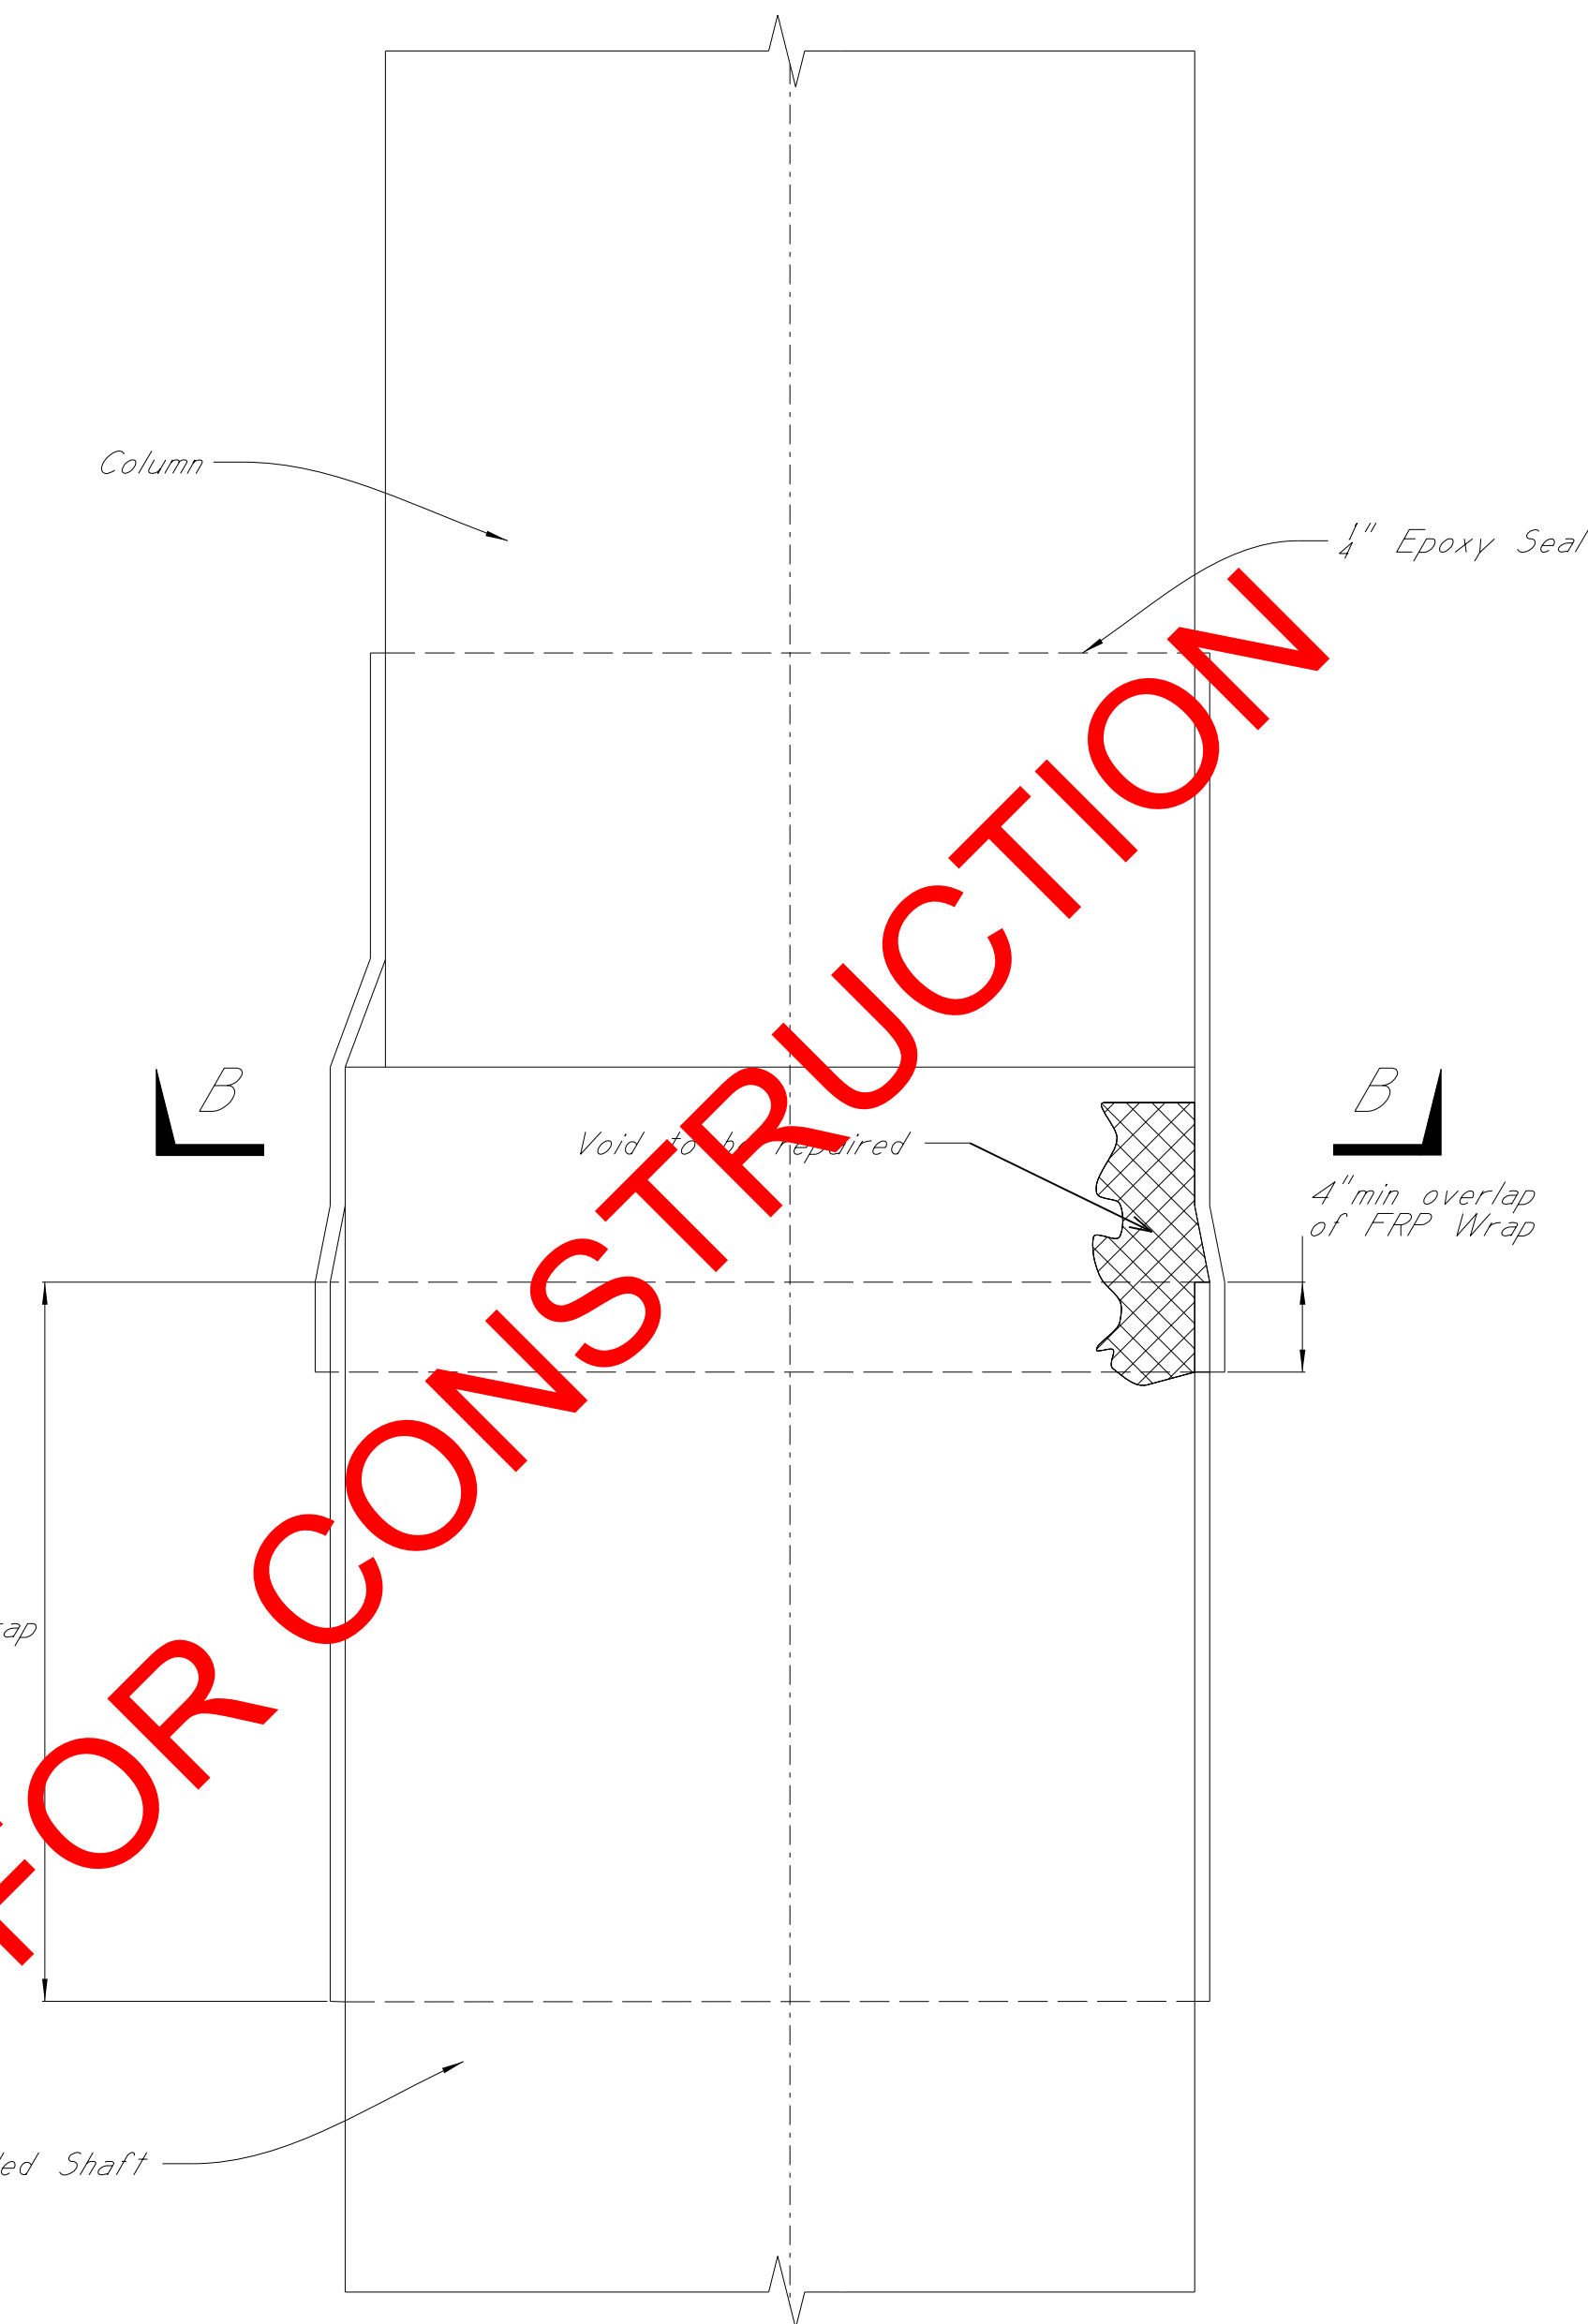 Column
¼" Epoxy Seal
B
B
Void to be repaired
4"min overlap
of FRP Wrap
FOR CONSTRUCTION
Shaft